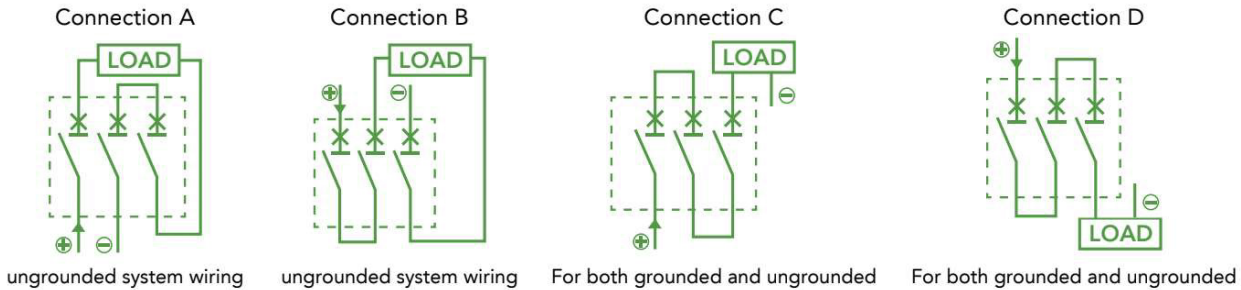 Connection A
Connection B
Connection C
Connection D
LOAD
LOAD
LOAD
LOAD
⊕
⊖
⊕
⊖
⊕
⊖
⊕
⊖
ungrounded system wiring
ungrounded system wiring
For both grounded and ungrounded
For both grounded and ungrounded